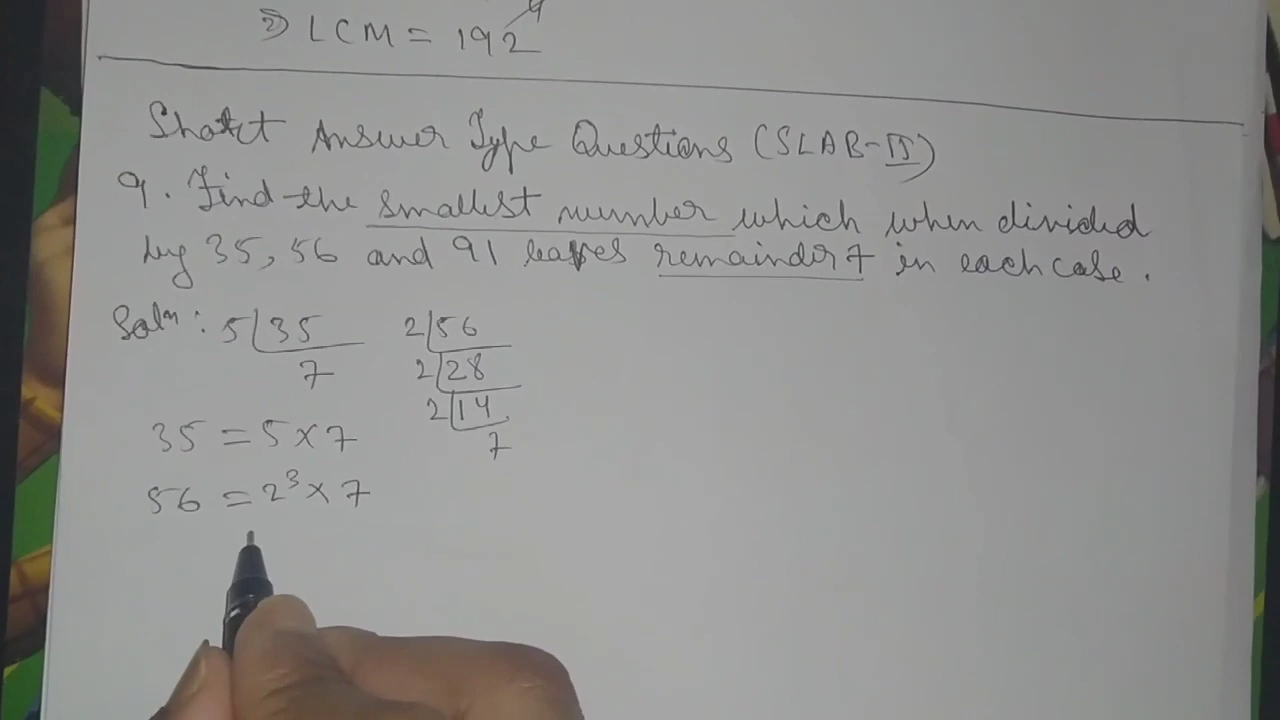 2) LCM = 192
Short Answer Type Questions (SLAB-II)
9. Find the smallest number which when divided
by 35, 56 and 91 leaves remainder 7 in each case.
Solⁿ : 5 35 2 56
7 2 28
2 14
35 = 5 x 7 7
56 = 2³ x 7